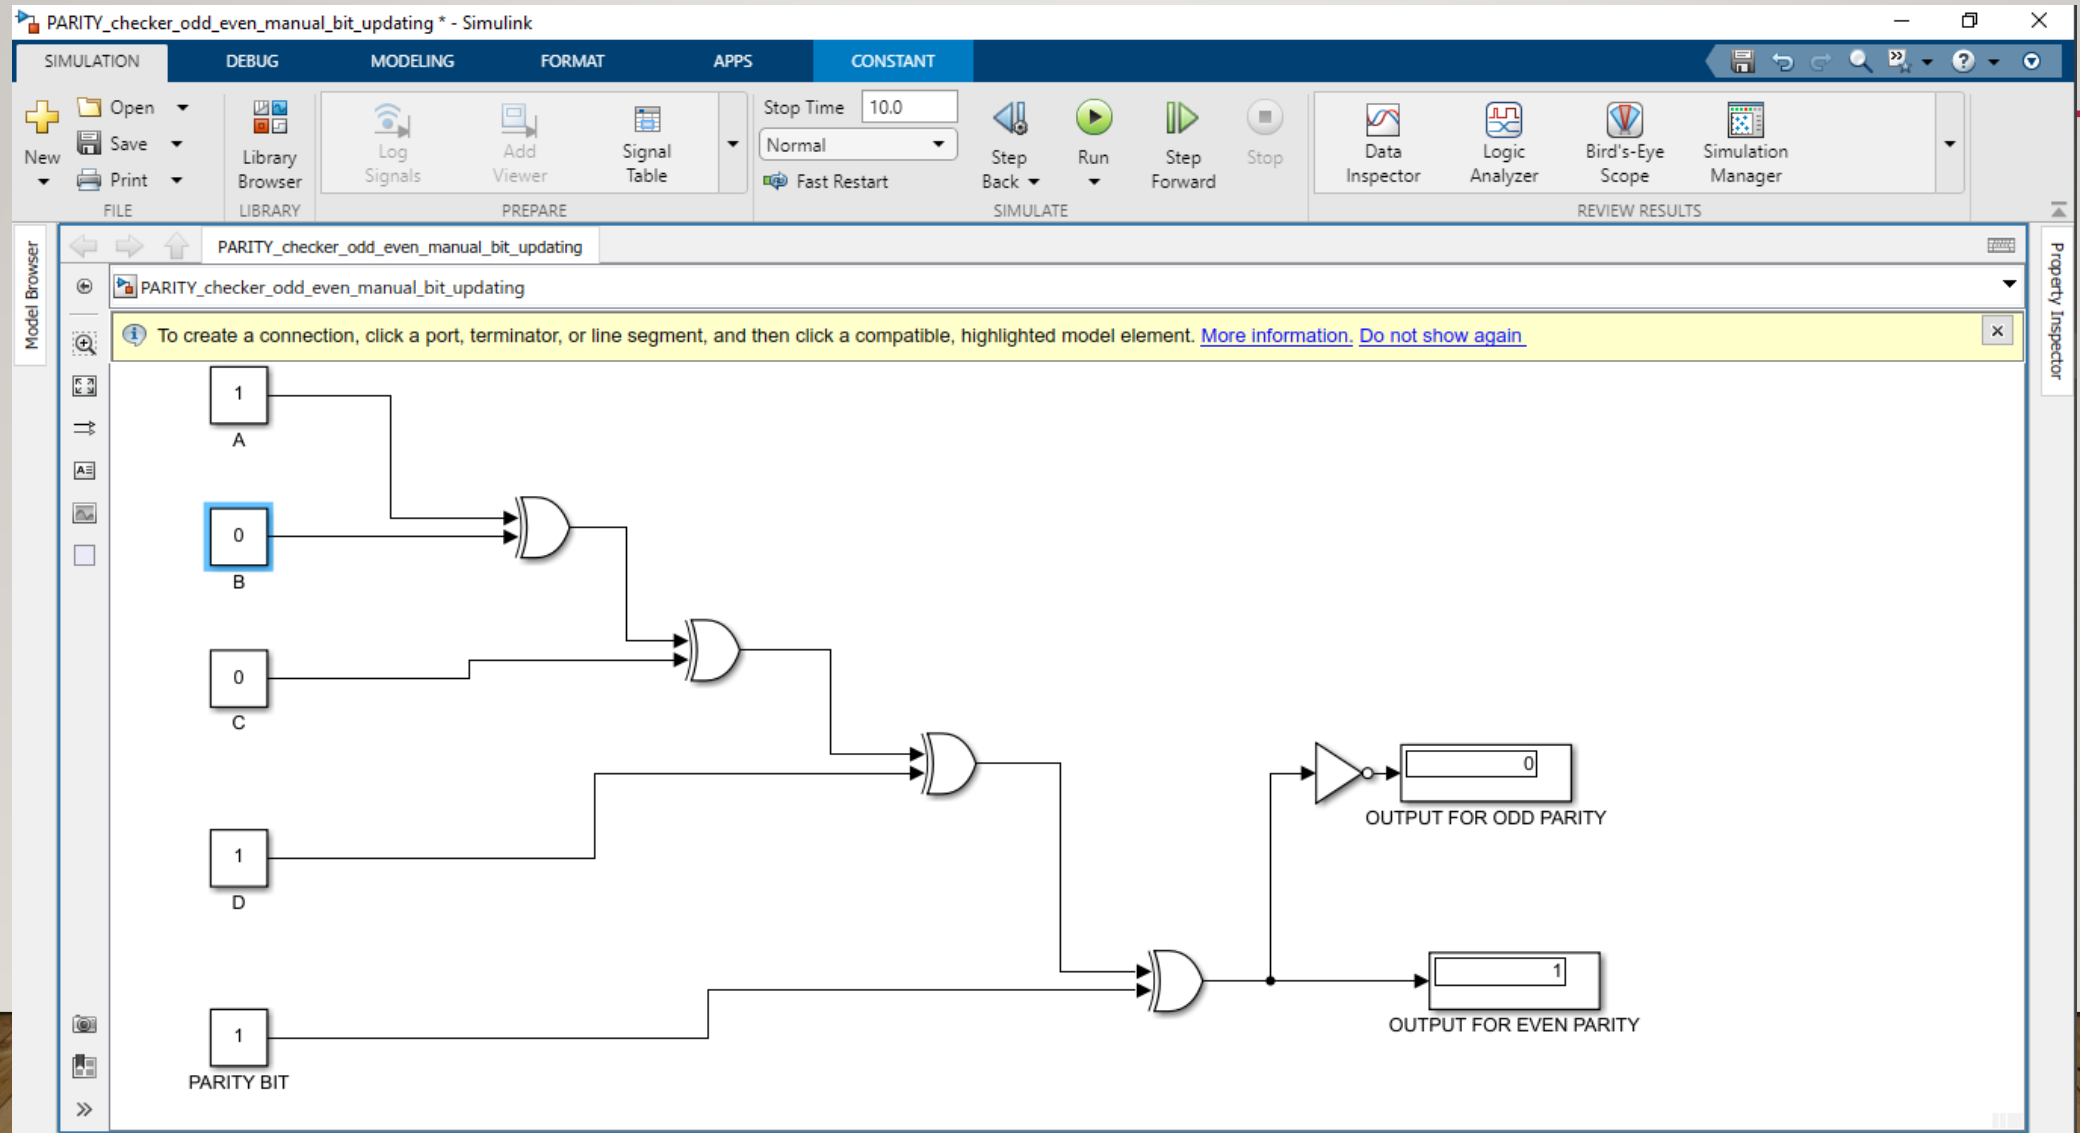 PARITY_checker_odd_even_manual_bit_updating * - Simulink
SIMULATION DEBUG MODELING FORMAT APPS CONSTANT
New
Open
Save
Print
FILE
Library
Browser
LIBRARY
Log
Signals
Add
Viewer
Signal
Table
PREPARE
Stop Time 10.0
Normal
Fast Restart
Step
Back
Run
Step
Forward
Stop
SIMULATE
Data
Inspector
Logic
Analyzer
Bird's-Eye
Scope
Simulation
Manager
REVIEW RESULTS
Model Browser
Property Inspector
PARITY_checker_odd_even_manual_bit_updating
PARITY_checker_odd_even_manual_bit_updating
To create a connection, click a port, terminator, or line segment, and then click a compatible, highlighted model element. More information. Do not show again
1
A
0
B
0
C
0
OUTPUT FOR ODD PARITY
1
D
1
OUTPUT FOR EVEN PARITY
1
PARITY BIT